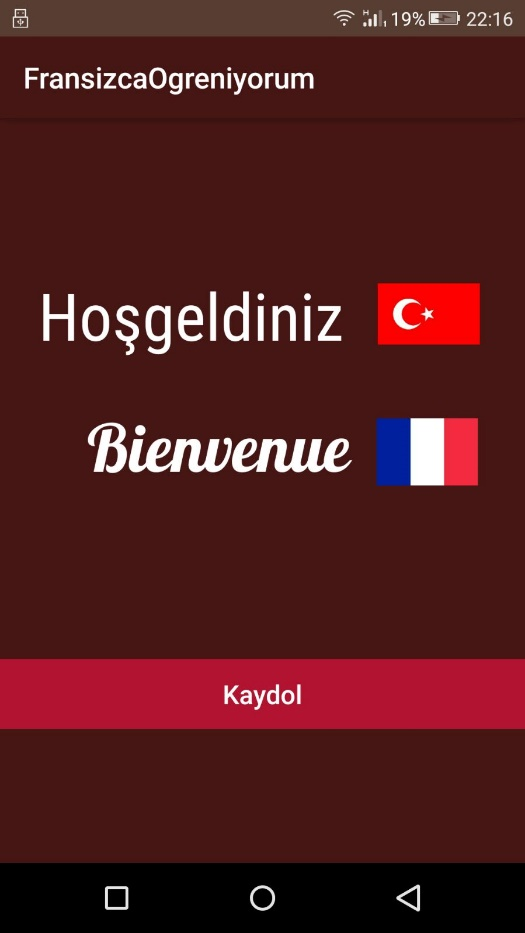 H 19% 22:16
FransizcaOgreniyorum
Hoşgeldiniz
Bienvenue
Kaydol